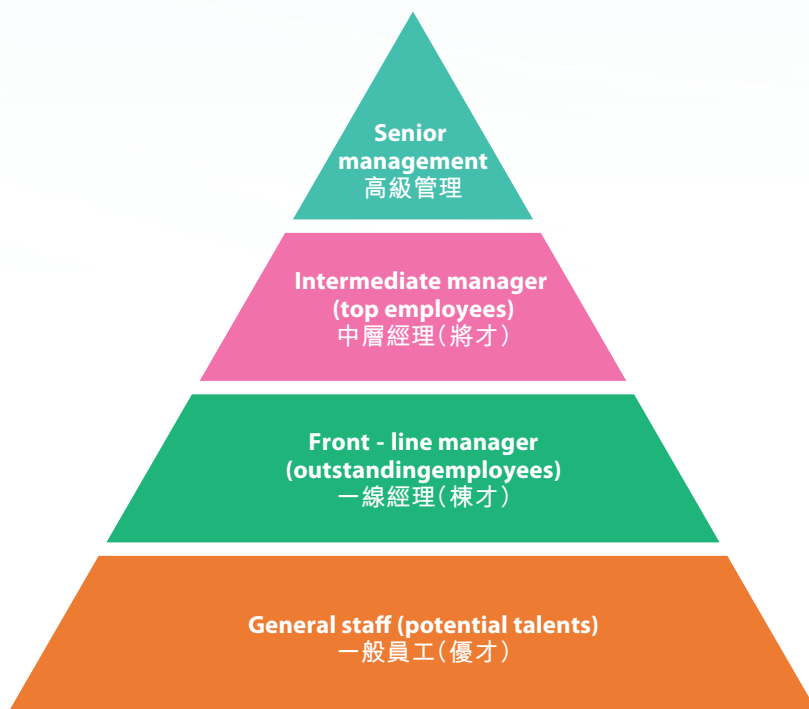 Senior
management
高級管理
Intermediate manager
(top employees)
中層經理(將才)
Front - line manager
(outstandingemployees)
一線經理(棟才)
General staff (potential talents)
一般員工(優才)